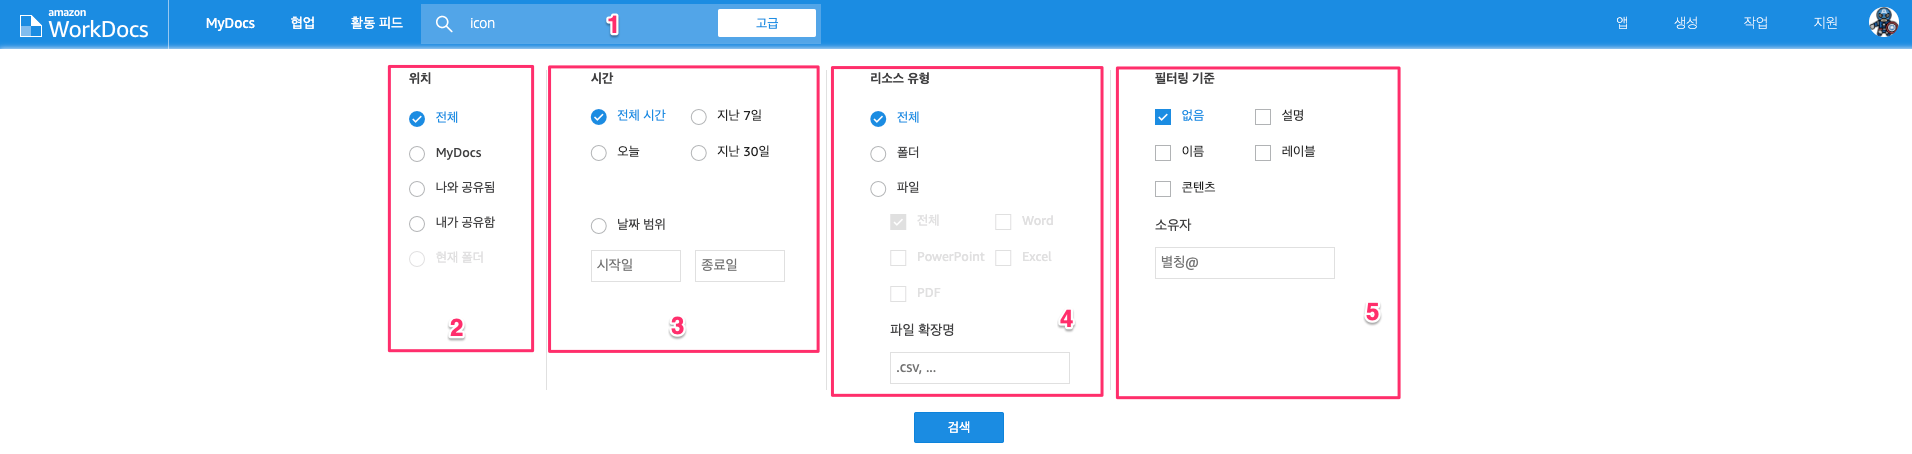 amazon
WorkDocs
MyDocs 협업 활동 피드 icon 1 고급 앱 생성 작업 지원
위치
전체
MyDocs
나와 공유됨
내가 공유함
현재 폴더
2
시간
전체 시간 지난 7일
오늘 지난 30일
날짜 범위
시작일 종료일
3
리소스 유형
전체
폴더
파일
전체 Word
PowerPoint Excel
PDF
4
파일 확장명
.csv, ...
필터링 기준
없음 설명
이름 레이블
콘텐츠
소유자
별칭@
5
검색